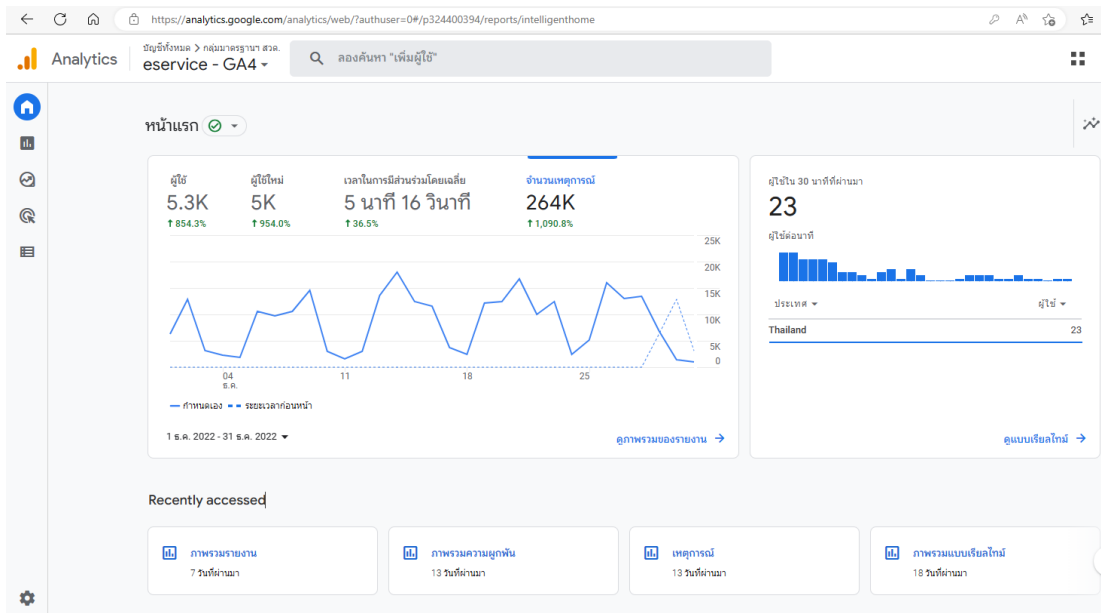 https://analytics.google.com/analytics/web/?authuser=0#/p324400394/reports/intelligenthome
Analytics
บัญชีทั้งหมด > กลุ่มมาตรฐานฯ สวด.
eservice - GA4
ลองค้นหา "เพิ่มผู้ใช้"
หน้าแรก
ผู้ใช้
5.3K
↑ 854.3%
ผู้ใช้ใหม่
5K
↑ 954.0%
เวลาในการมีส่วนร่วมโดยเฉลี่ย
5 นาที 16 วินาที
↑ 36.5%
จำนวนเหตุการณ์
264K
↑ 1,090.8%
25K
20K
15K
10K
5K
0
04
ธ.ค.
11
18
25
กำหนดเอง
ระยะเวลาก่อนหน้า
1 ธ.ค. 2022 - 31 ธ.ค. 2022
ดูภาพรวมของรายงาน →
ผู้ใช้ใน 30 นาทีที่ผ่านมา
23
ผู้ใช้ต่อนาที
ประเทศ
ผู้ใช้
Thailand 23
ดูแบบเรียลไทม์ →
Recently accessed
ภาพรวมรายงาน
7 วันที่ผ่านมา
ภาพรวมความผูกพัน
13 วันที่ผ่านมา
เหตุการณ์
13 วันที่ผ่านมา
ภาพรวมแบบเรียลไทม์
18 วันที่ผ่านมา